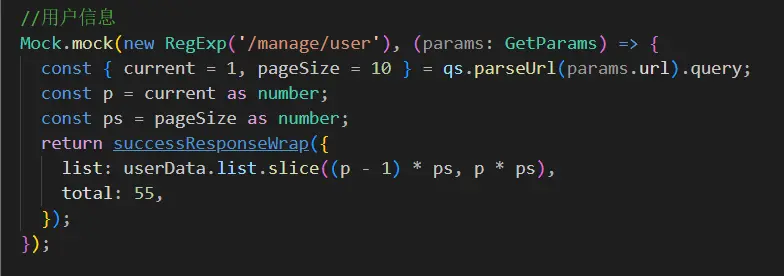 //用户信息
Mock.mock(new RegExp('/manage/user'), (params: GetParams) => {
  const { current = 1, pageSize = 10 } = qs.parseUrl(params.url).query;
  const p = current as number;
  const ps = pageSize as number;
  return successResponseWrap({
    list: userData.list.slice((p - 1) * ps, p * ps),
    total: 55,
  });
});